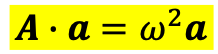 𝑨 · 𝒂 = ω²𝒂